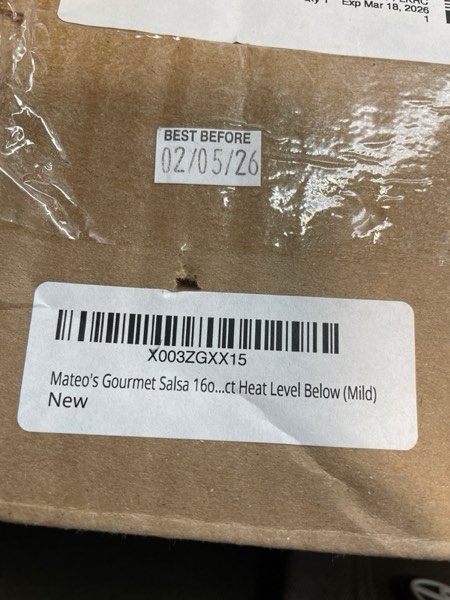 Exp Mar 18, 2026
1
BEST BEFORE
02/05/26
X003ZGXX15
Mateo's Gourmet Salsa 16o...ct Heat Level Below (Mild)
New